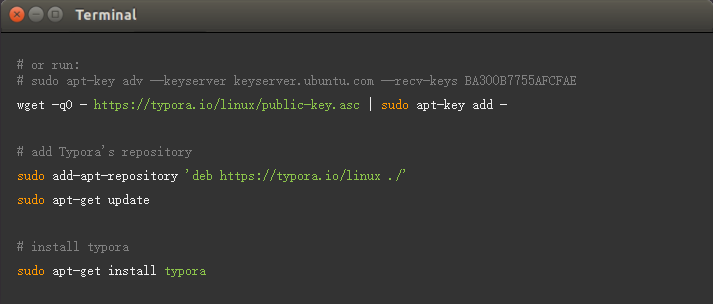 Terminal
# or run:
# sudo apt-key adv --keyserver keyserver.ubuntu.com --recv-keys BA300B7755AFCFAE
wget -qO - https://typora.io/linux/public-key.asc | sudo apt-key add -
# add Typora's repository
sudo add-apt-repository 'deb https://typora.io/linux ./'
sudo apt-get update
# install typora
sudo apt-get install typora